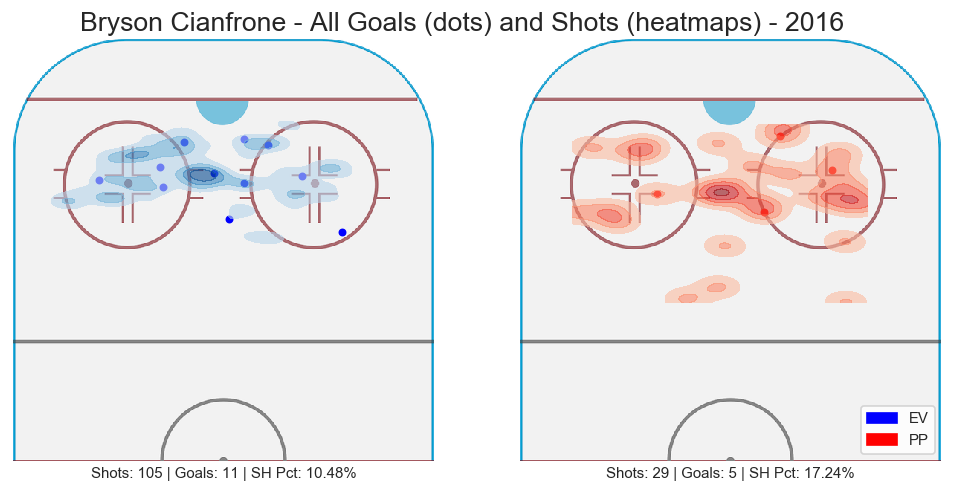 Bryson Cianfrone - All Goals (dots) and Shots (heatmaps) - 2016
EV
PP
Shots: 105 | Goals: 11 | SH Pct: 10.48%
Shots: 29 | Goals: 5 | SH Pct: 17.24%